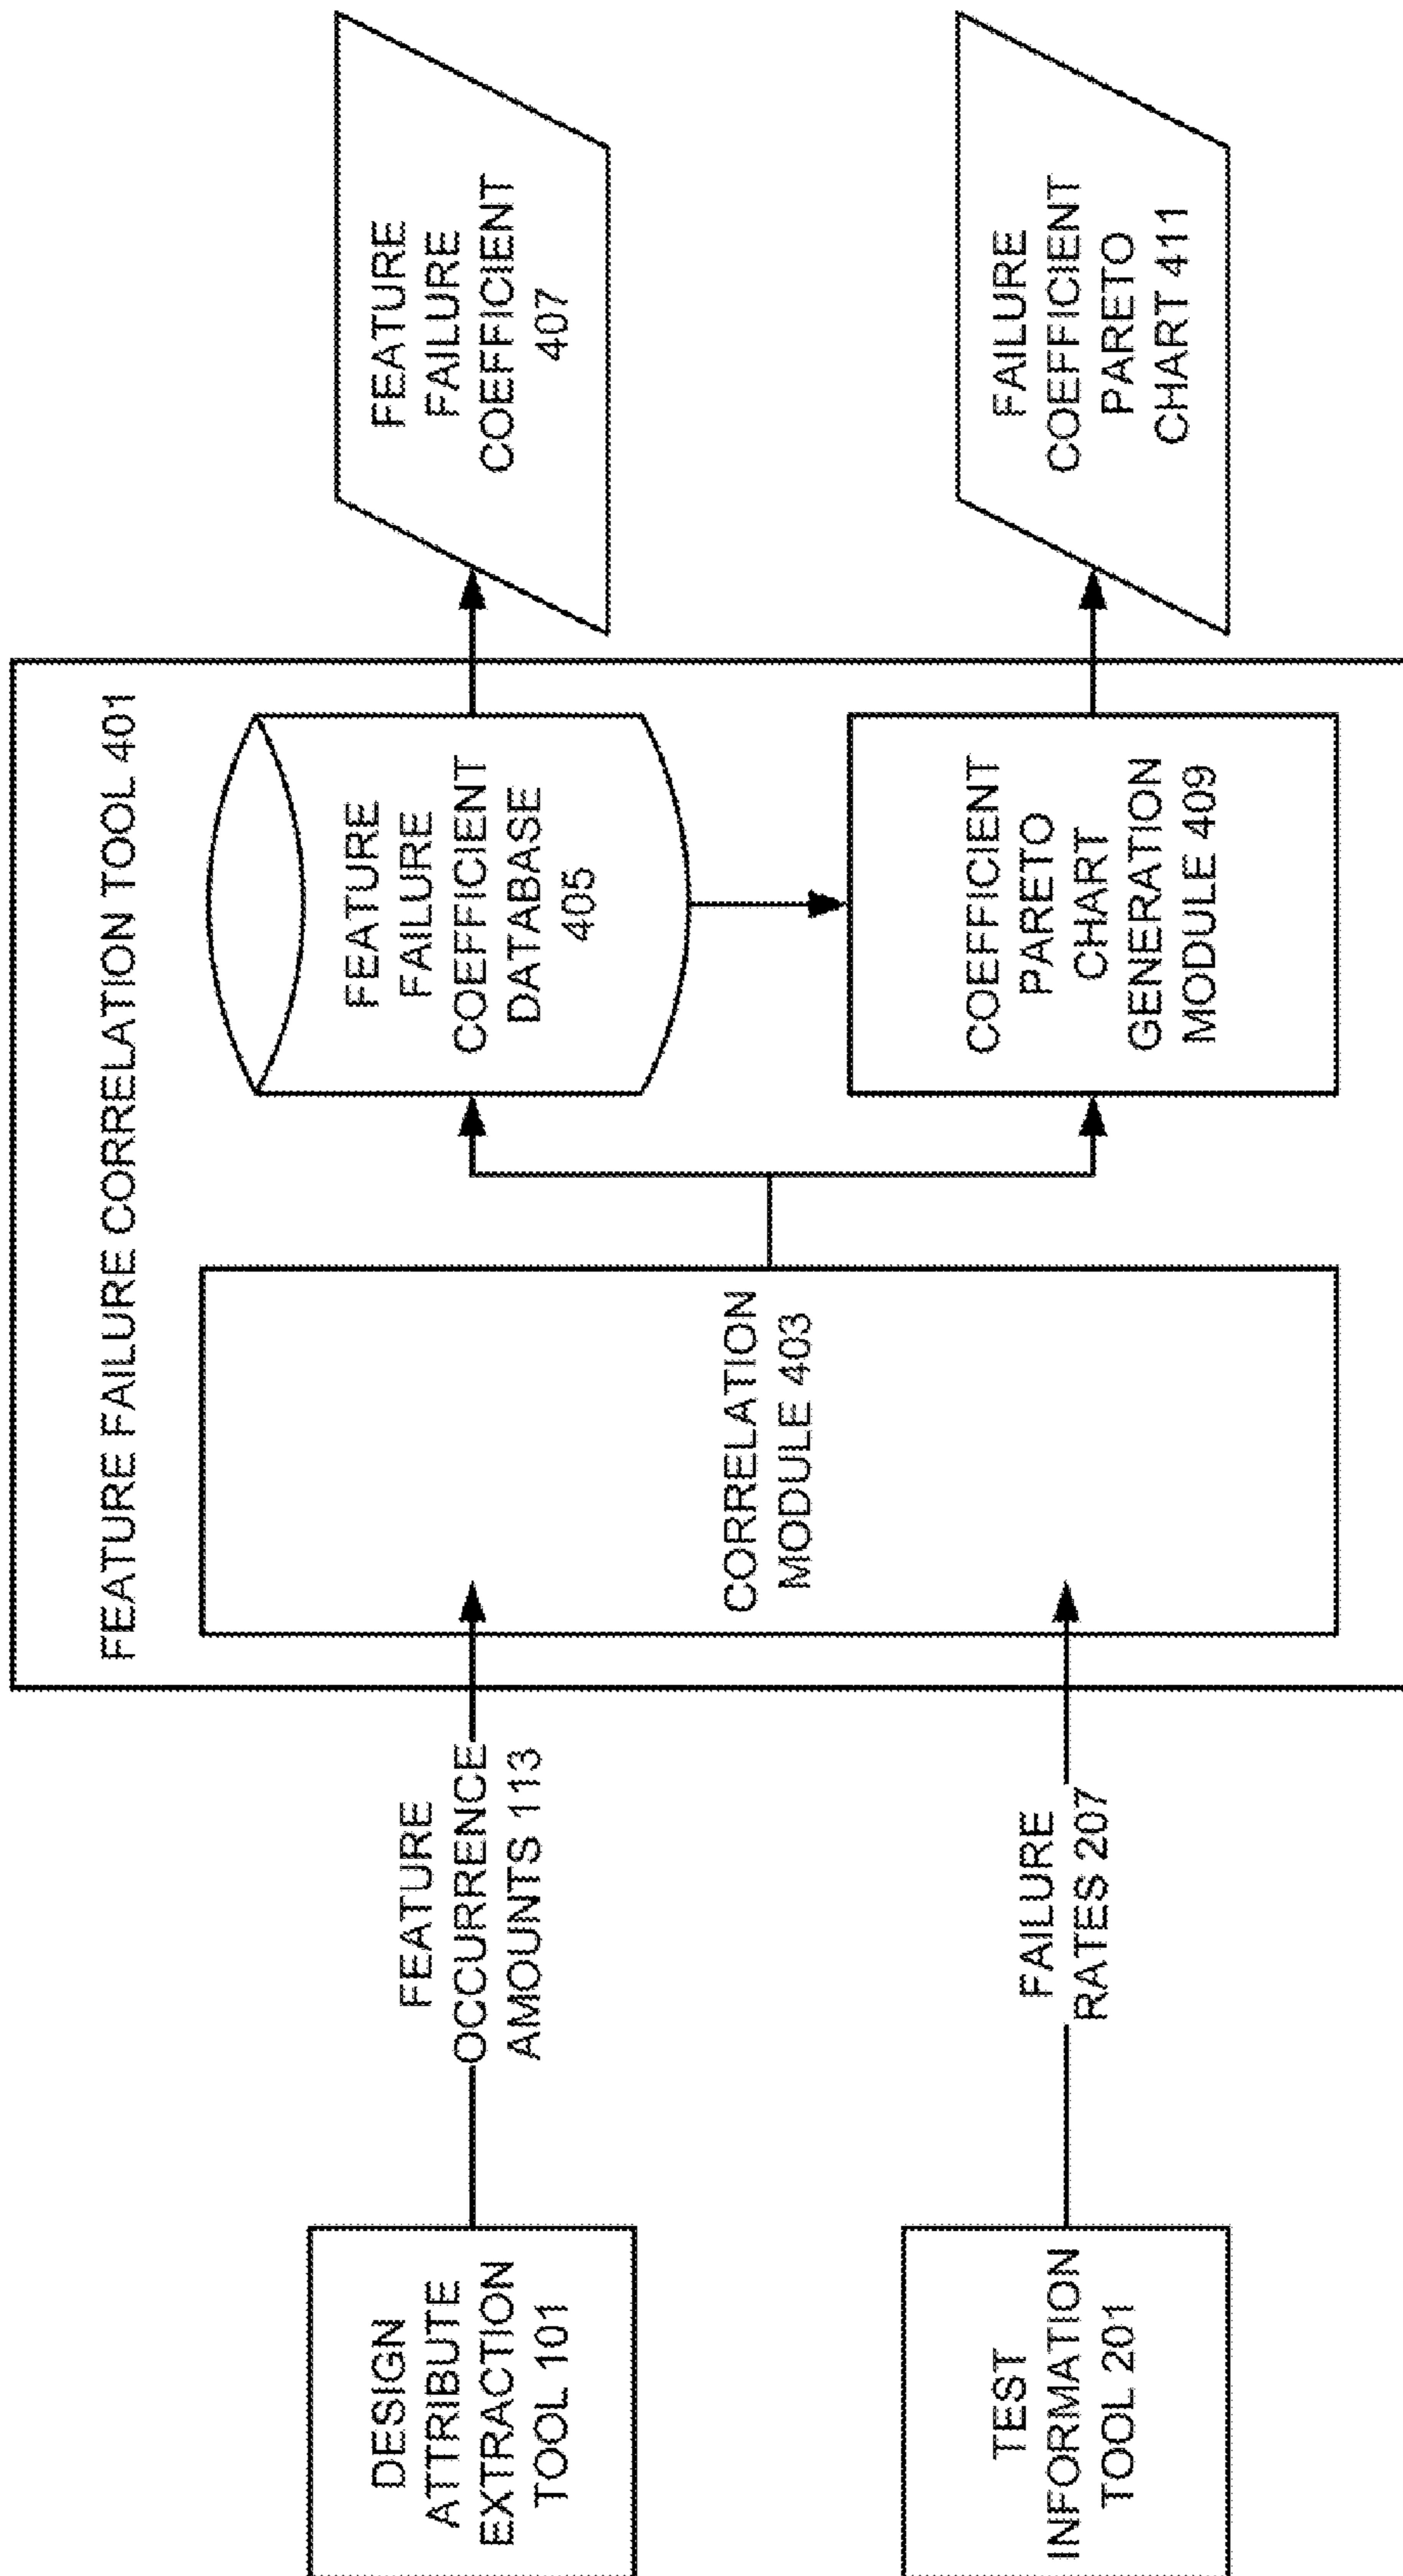 FEATURE FAILURE CORRELATION TOOL 401
DESIGN
ATTRIBUTE
EXTRACTION
TOOL 101
FEATURE
OCCURRENCE
AMOUNTS 113
TEST
INFORMATION
TOOL 201
FAILURE
RATES 207
CORRELATION
MODULE 403
FEATURE
FAILURE
COEFFICIENT
DATABASE
405
COEFFICIENT
PARETO
CHART
GENERATION
MODULE 409
FEATURE
FAILURE
COEFFICIENT
407
FAILURE
COEFFICIENT
PARETO
CHART 411